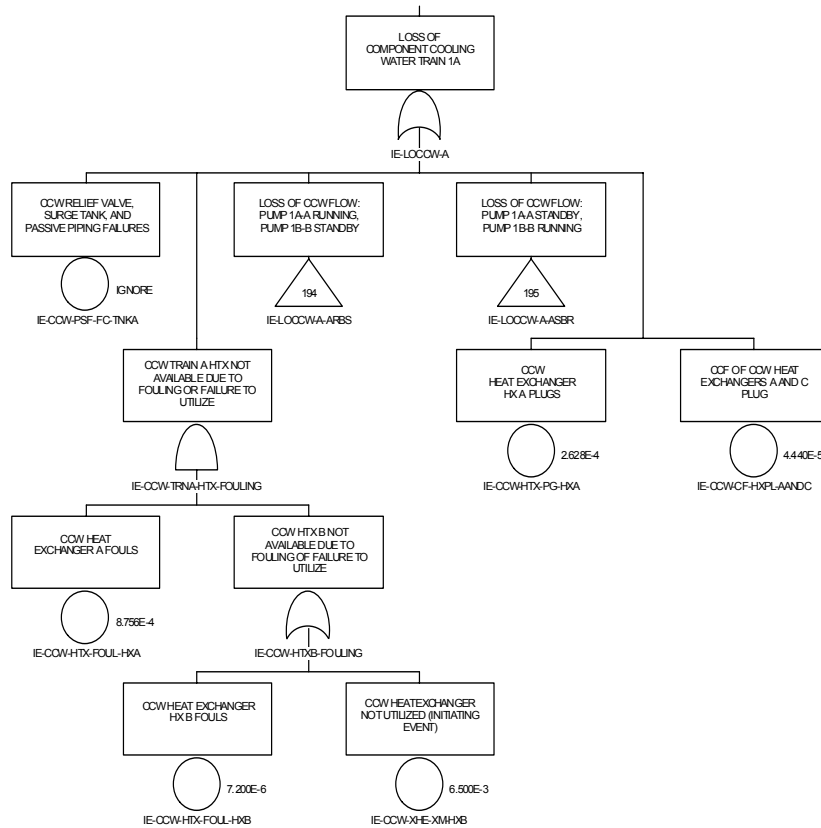 LOSS OF
COMPONENT COOLING
WATER TRAIN 1A
IE-LOCCW-A
CCW RELIEF VALVE,
SURGE TANK, AND
PASSIVE PIPING FAILURES
IGNORE
IE-CCW-PSF-FC-TNKA
LOSS OF CCW FLOW:
PUMP 1A-A RUNNING,
PUMP 1B-B STANDBY
194
IE-LOCCW-A-ARBS
LOSS OF CCW FLOW:
PUMP 1A-A STANDBY,
PUMP 1B-B RUNNING
195
IE-LOCCW-A-ASBR
CCW TRAIN A HTX NOT
AVAILABLE DUE TO
FOULING OR FAILURE TO
UTILIZE
IE-CCW-TRNA-HTX-FOULING
CCW
HEAT EXCHANGER
HX A PLUGS
2.628E-4
IE-CCW-HTX-PG-HXA
CCF OF CCW HEAT
EXCHANGERS A AND C
PLUG
4.440E-5
IE-CCW-CF-HXPL-AANDC
CCW HEAT
EXCHANGER A FOULS
8.756E-4
IE-CCW-HTX-FOUL-HXA
CCW HTX B NOT
AVAILABLE DUE TO
FOULING OF FAILURE TO
UTILIZE
IE-CCW-HTXB-FOULING
CCW HEAT EXCHANGER
HX B FOULS
7.200E-6
IE-CCW-HTX-FOUL-HXB
CCW HEAT EXCHANGER
NOT UTILIZED (INITIATING
EVENT)
6.500E-3
IE-CCW-XHE-XM-HXB